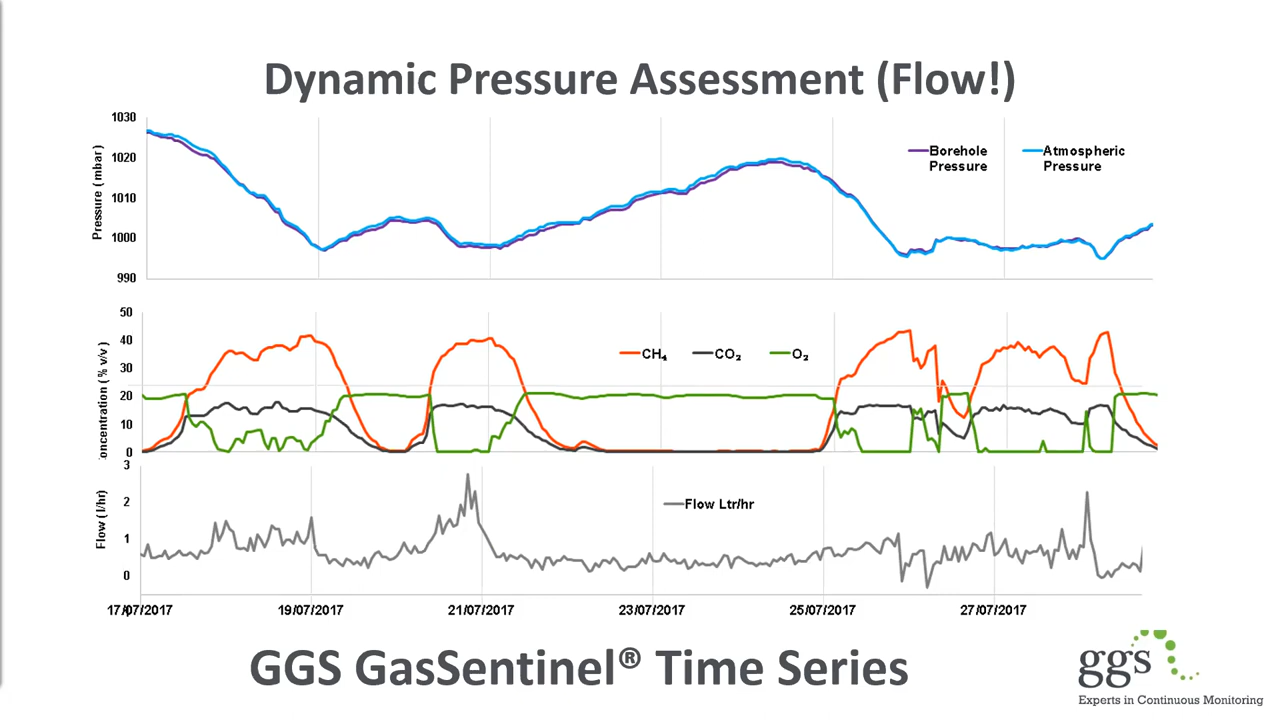 Dynamic Pressure Assessment (Flow!)
1030
1020
1010
1000
990
Pressure (mbar)
Borehole Pressure
Atmospheric Pressure
50
40
30
20
10
0
oncentration (% v/v)
CH₄
CO₂
O₂
3
2
1
0
Flow (l/hr)
Flow Ltr/hr
17/07/2017
19/07/2017
21/07/2017
23/07/2017
25/07/2017
27/07/2017
GGS GasSentinel® Time Series
ggs
Experts in Continuous Monitoring